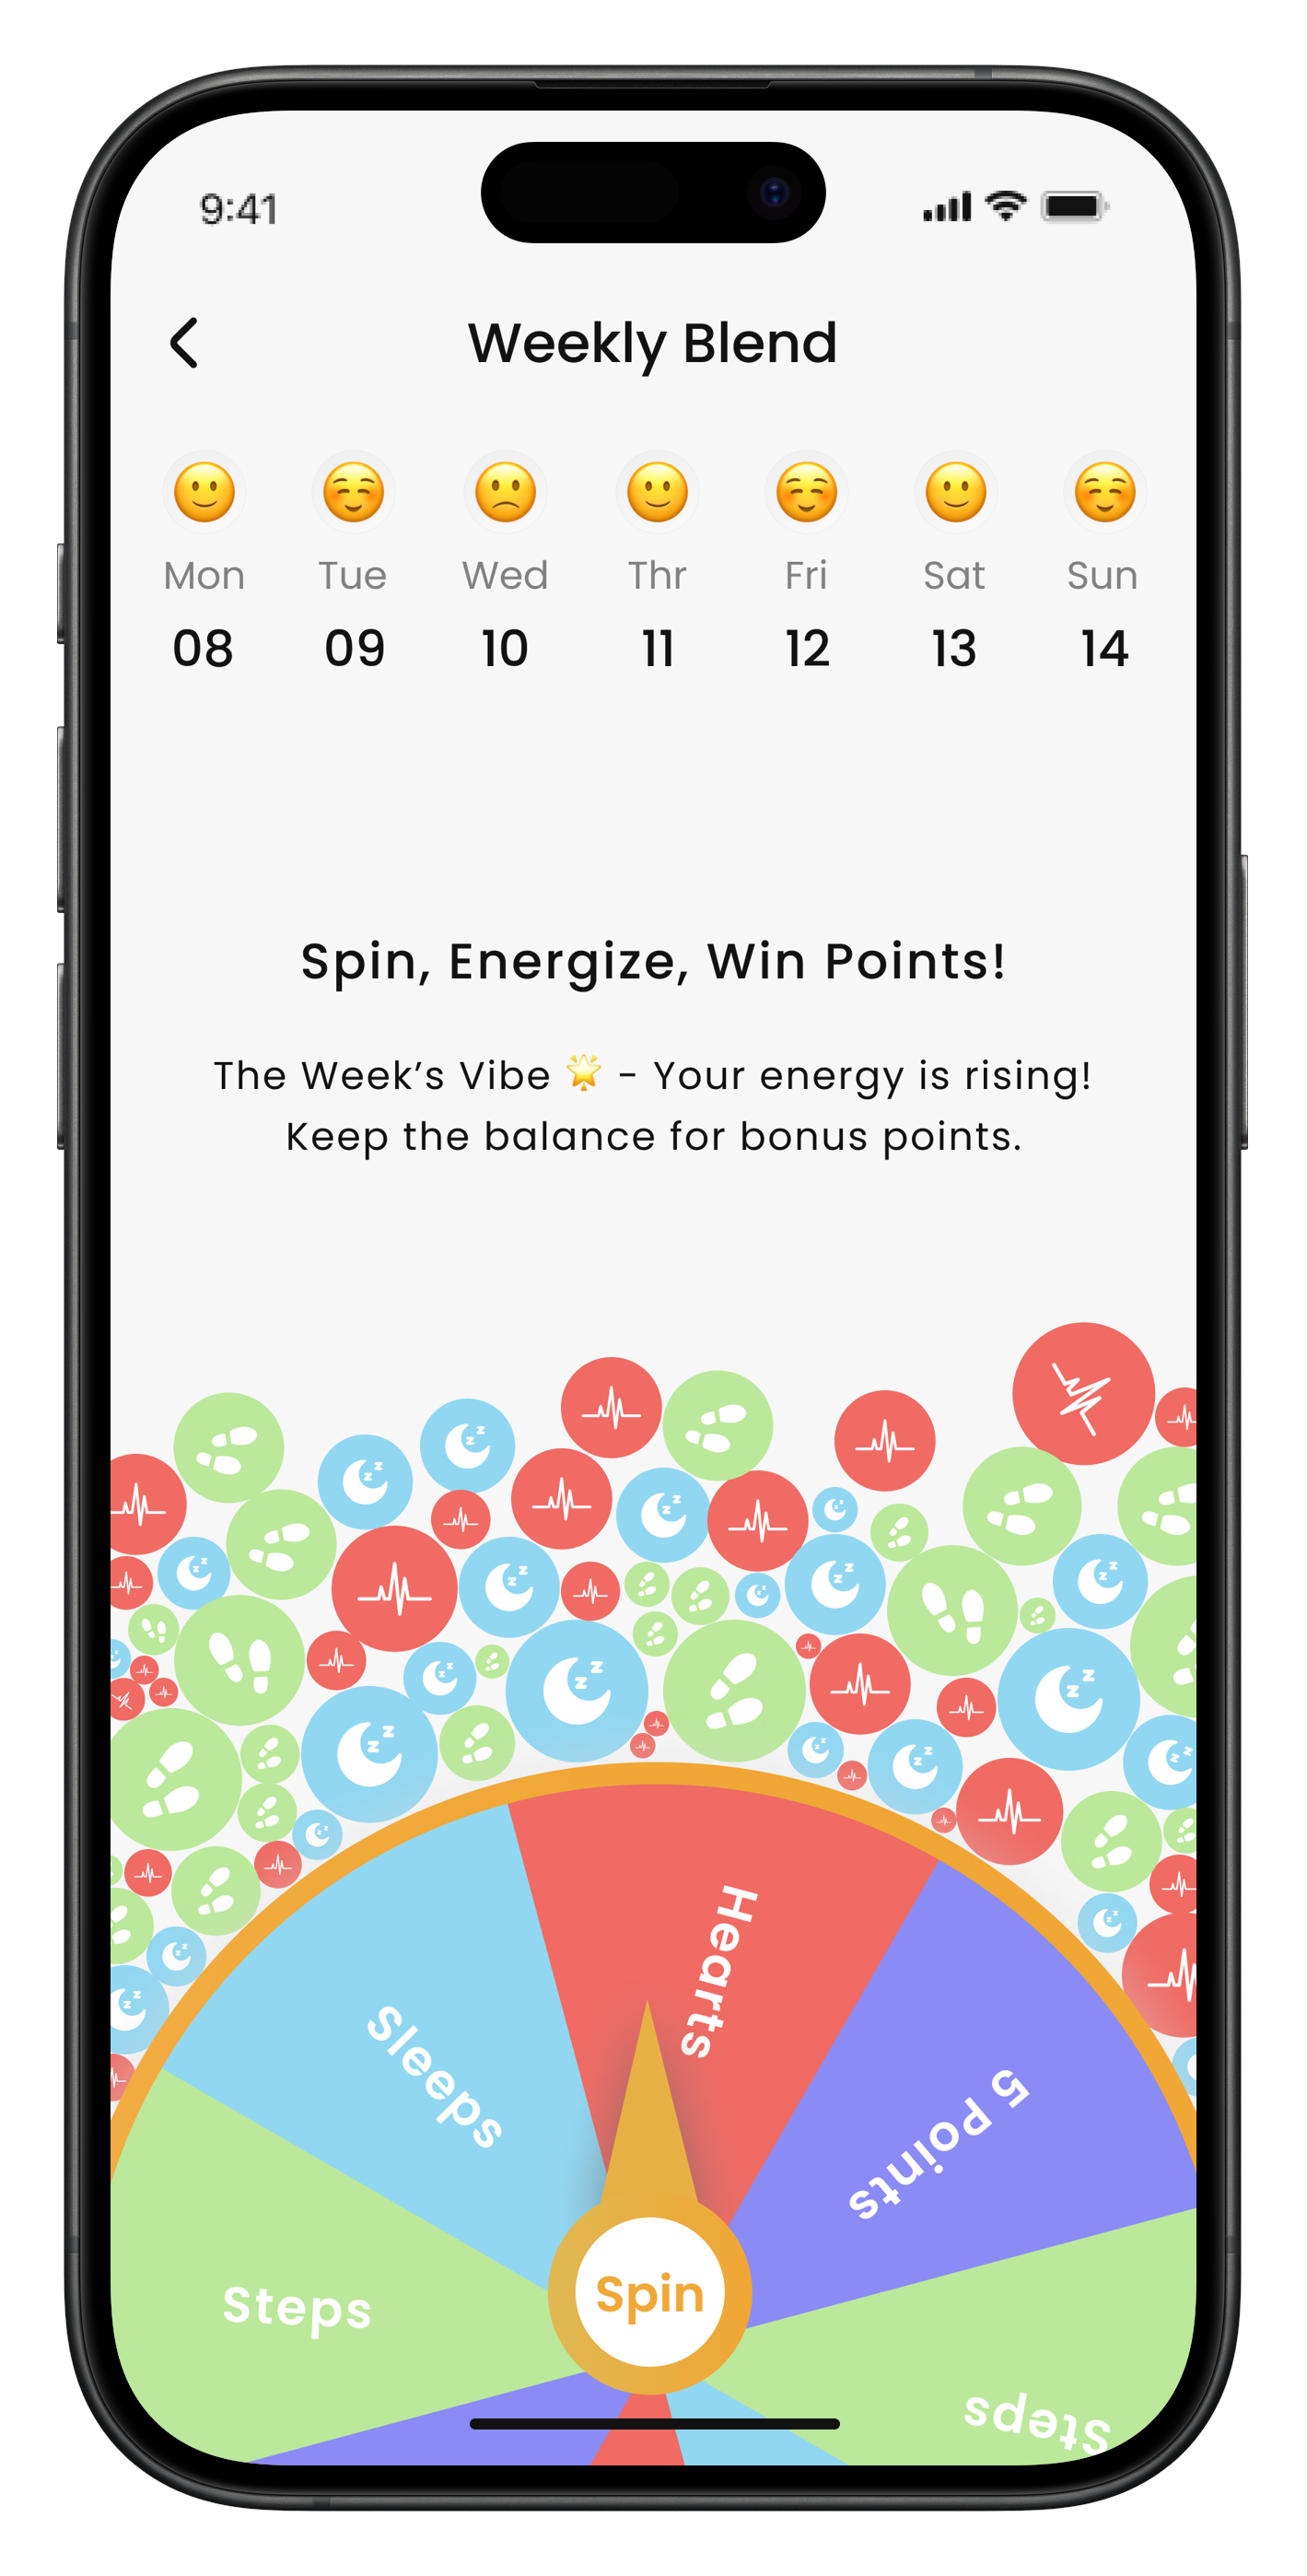 9:41
Weekly Blend
Mon Tue Wed Thr Fri Sat Sun
08 09 10 11 12 13 14
Spin, Energize, Win Points!
The Week’s Vibe 🌟 - Your energy is rising!
Keep the balance for bonus points.
Hearts
Sleeps
5 Points
Steps
Spin
Steps